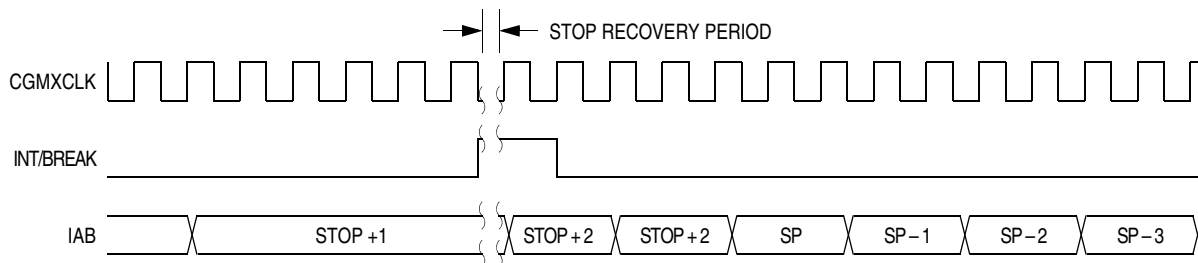 STOP RECOVERY PERIOD
CGMXCLK
INT/BREAK
IAB STOP +1 STOP + 2 STOP + 2 SP SP – 1 SP – 2 SP – 3